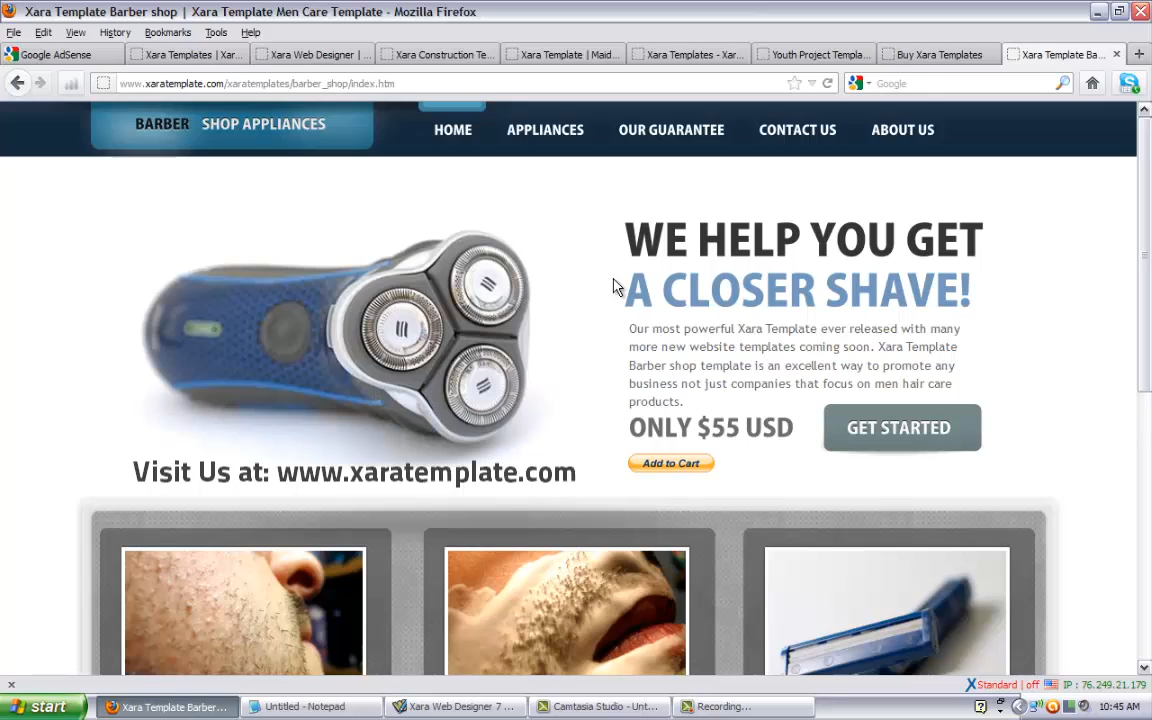 Xara Template Barber shop | Xara Template Men Care Template - Mozilla Firefox
File Edit View History Bookmarks Tools Help
Google AdSense
Xara Templates | Xar...
Xara Web Designer | ...
Xara Construction Te...
Xara Template | Maid...
Xara Templates - Xar...
Youth Project Templa...
Buy Xara Templates
Xara Template Ba...
www.xaratemplate.com/xaratemplates/barber_shop/index.htm
Google
BARBER SHOP APPLIANCES
HOME APPLIANCES OUR GUARANTEE CONTACT US ABOUT US
WE HELP YOU GET
A CLOSER SHAVE!
Our most powerful Xara Template ever released with many
more new website templates coming soon. Xara Template
Barber shop template is an excellent way to promote any
business not just companies that focus on men hair care
products.
ONLY $55 USD
GET STARTED
Add to Cart
Visit Us at: www.xaratemplate.com
Standard | off IP : 76.249.21.179
start
Xara Template Barber...
Untitled - Notepad
Xara Web Designer 7 ...
Camtasia Studio - Unt...
Recording...
10:45 AM